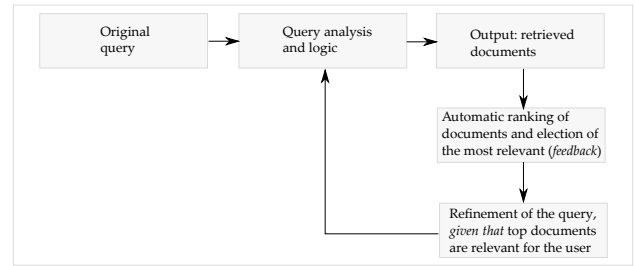 Original
query
Query analysis
and logic
Output: retrieved
documents
Automatic ranking of
documents and election of
the most relevant (feedback)
Refinement of the query,
given that top documents
are relevant for the user